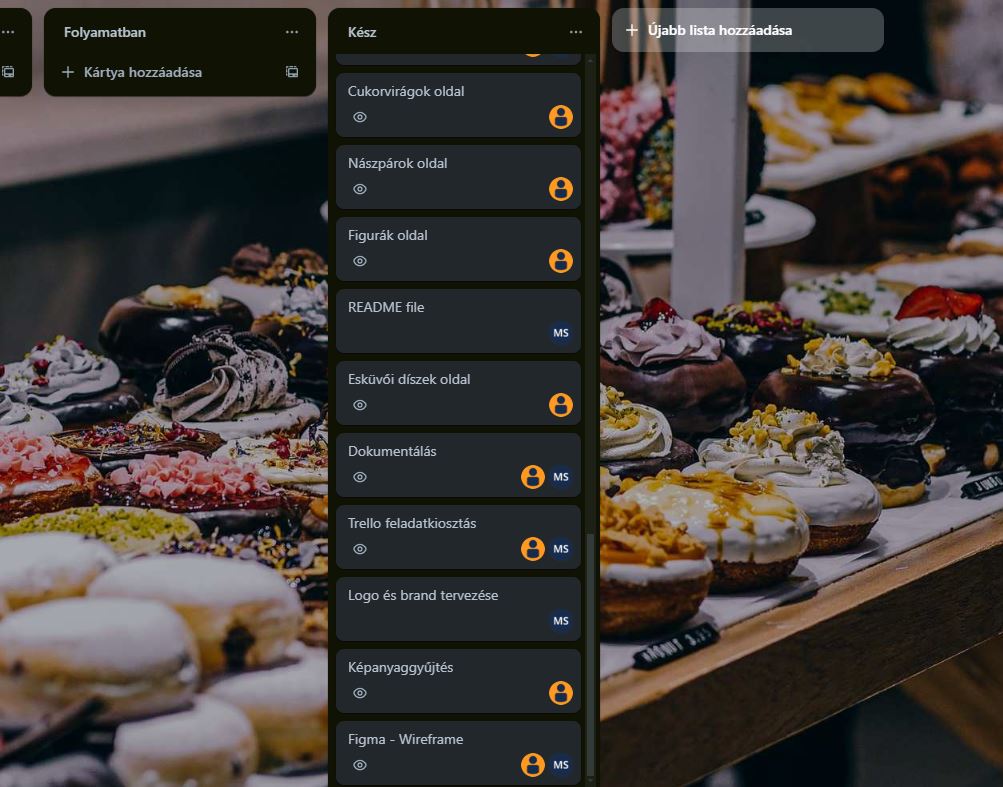 Folyamatban
Kártya hozzáadása
Kész
Cukorvirágok oldal
Nászpárok oldal
Figurák oldal
README file
MS
Esküvői díszek oldal
Dokumentálás
MS
Trello feladatkiosztás
MS
Logo és brand tervezése
MS
Képanyaggyűjtés
Figma - Wireframe
MS
Újabb lista hozzáadása